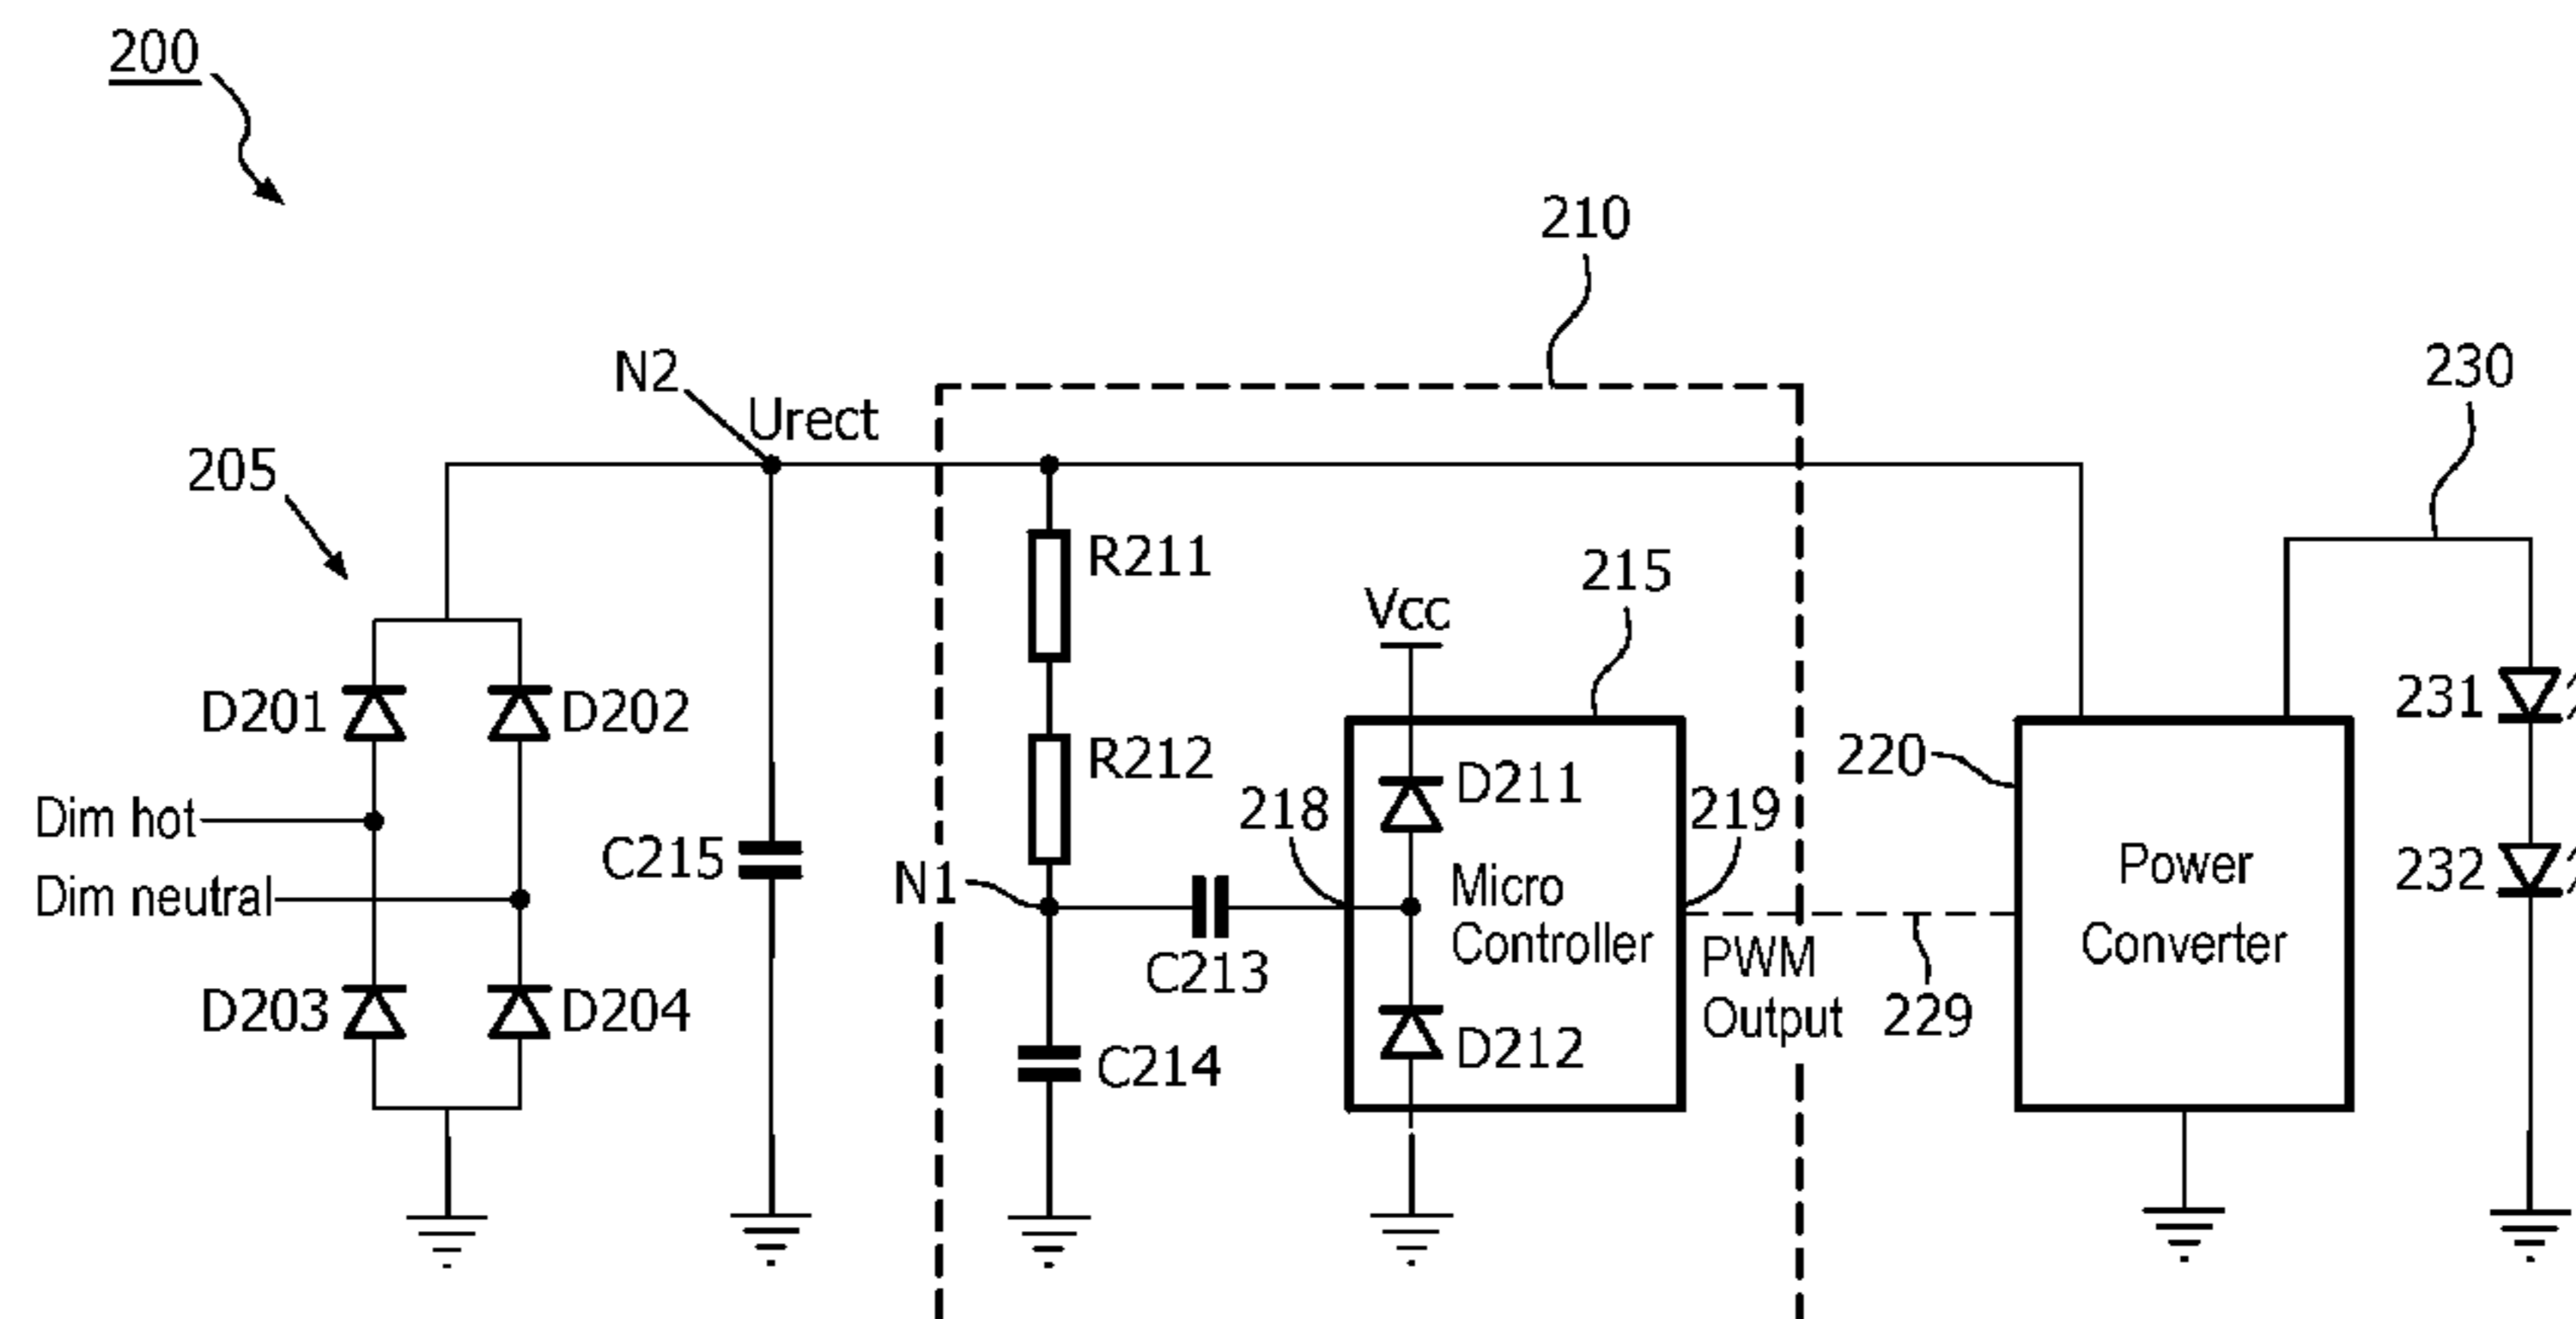 200
210
N2
Urect
230
205
R211
215
Vcc
D201
D202
R212
D211
231
220
Dim hot
218
219
C215
N1
Micro
Controller
Power
Converter
232
Dim neutral
C213
PWM
Output
229
D203
D204
C214
D212